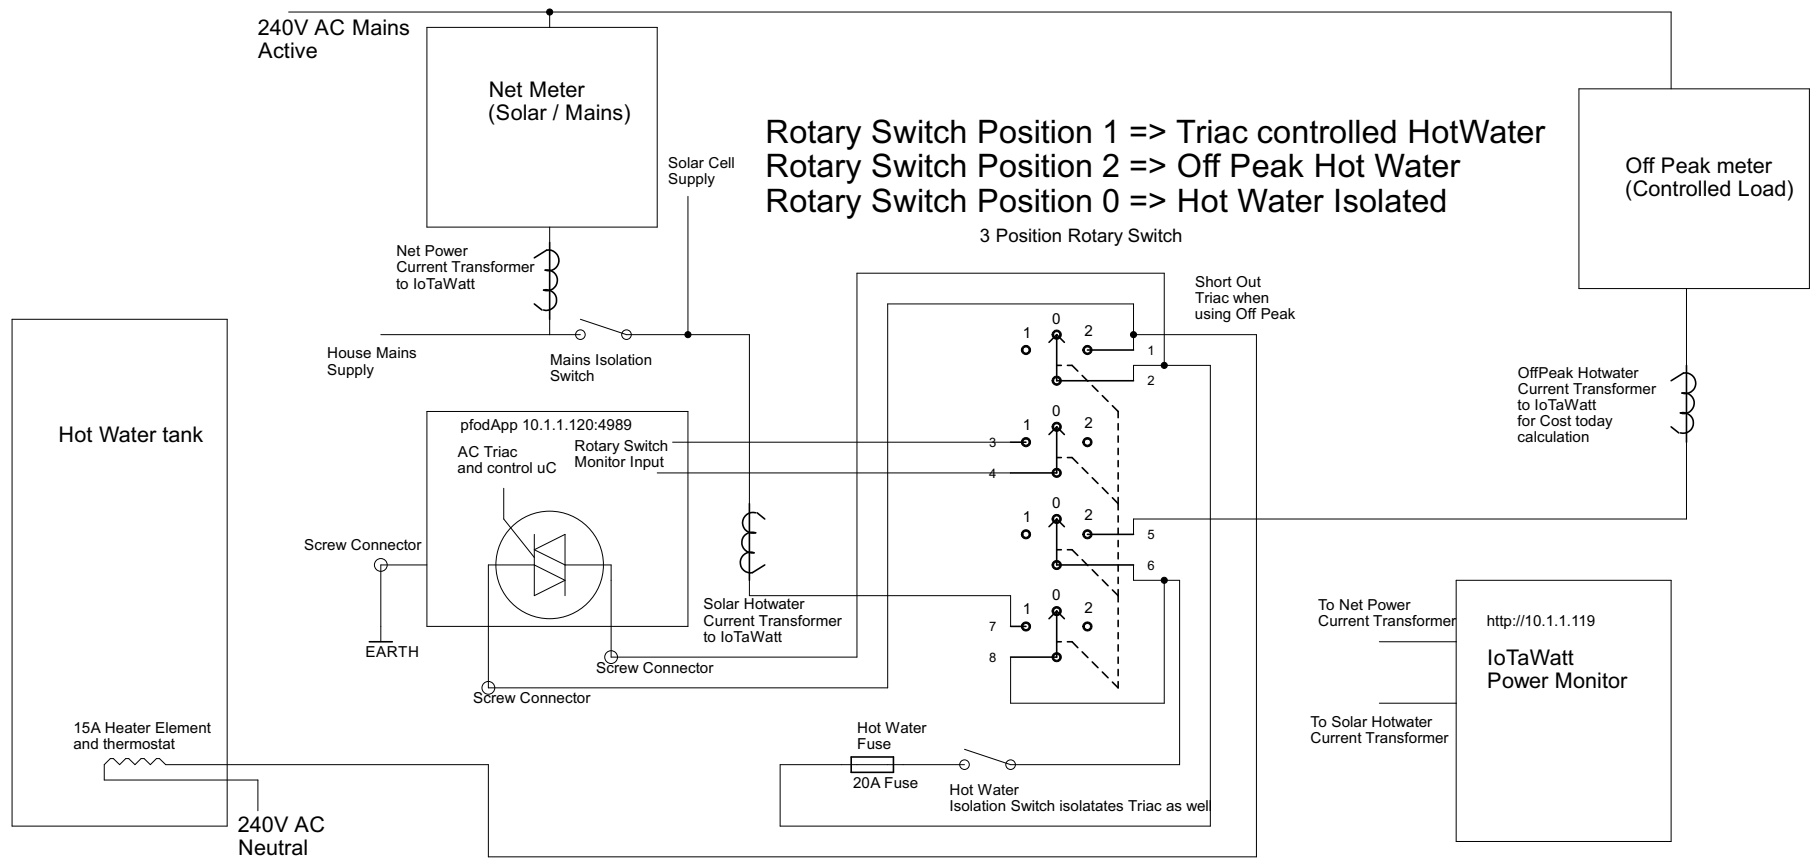 240V AC Mains
Active
Net Meter
(Solar / Mains)
Solar Cell
Supply
Rotary Switch Position 1 => Triac controlled HotWater
Rotary Switch Position 2 => Off Peak Hot Water
Rotary Switch Position 0 => Hot Water Isolated
3 Position Rotary Switch
Off Peak meter
(Controlled Load)
Net Power
Current Transformer
to IoTaWatt
House Mains
Supply
Mains Isolation
Switch
Short Out
Triac when
using Off Peak
0
1 2
1
2
OffPeak Hotwater
Current Transformer
to IoTaWatt
for Cost today
calculation
Hot Water tank
pfodApp 10.1.1.120:4989
AC Triac
and control uC
Rotary Switch
Monitor Input
0
1 2
3
4
0
1 2
5
6
0
1 2
7
8
Screw Connector
EARTH
Solar Hotwater
Current Transformer
to IoTaWatt
Screw Connector
Screw Connector
To Net Power
Current Transformer
To Solar Hotwater
Current Transformer
http://10.1.1.119
IoTaWatt
Power Monitor
15A Heater Element
and thermostat
240V AC
Neutral
Hot Water
Fuse
20A Fuse
Hot Water
Isolation Switch isolatates Triac as well